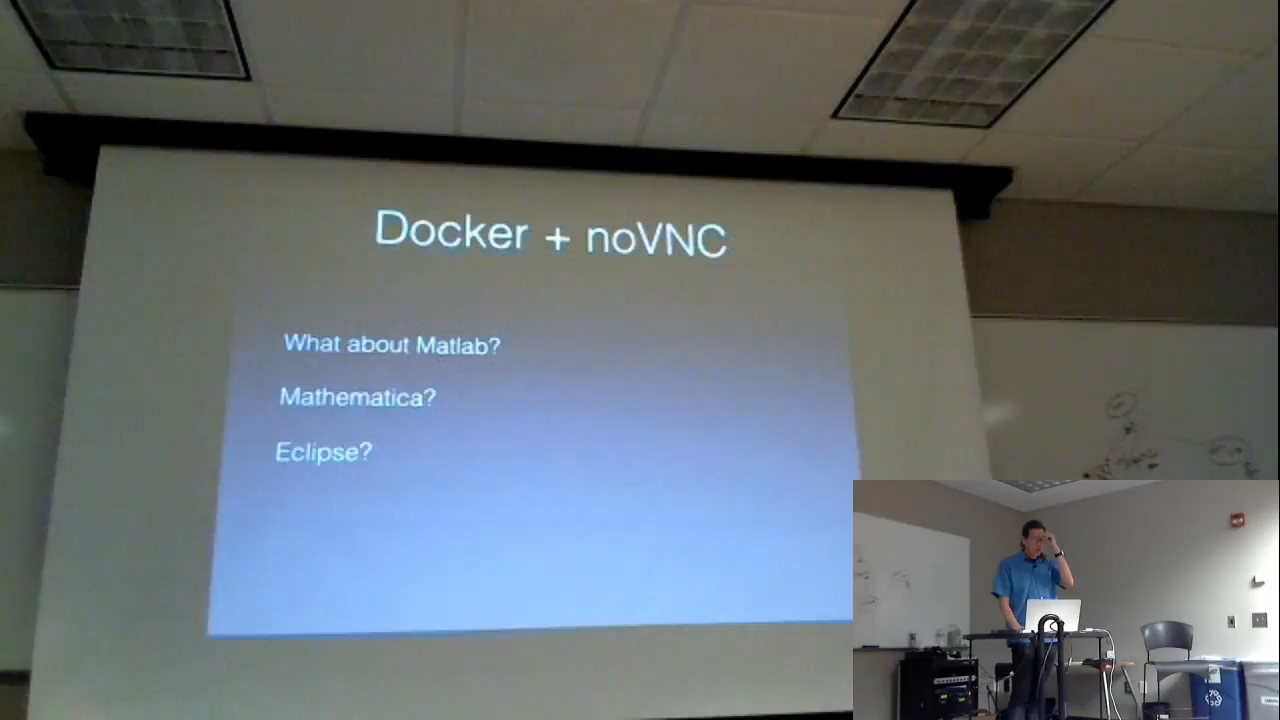 Docker + noVNC
What about Matlab?
Mathematica?
Eclipse?